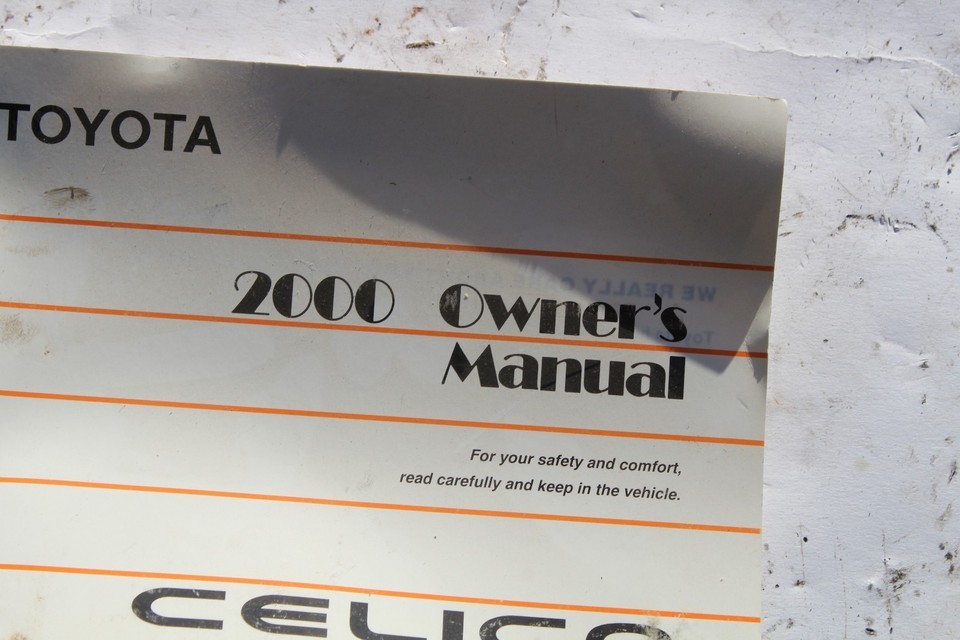 TOYOTA
2000 Owner's
Manual
For your safety and comfort,
read carefully and keep in the vehicle.
CELICA